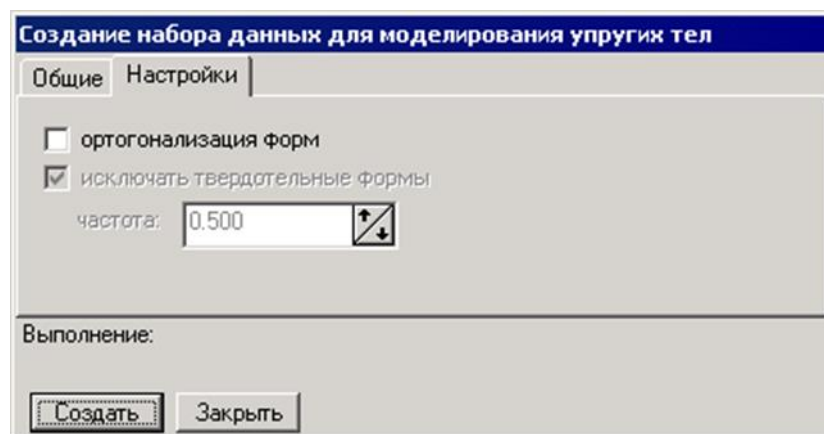 Создание набора данных для моделирования упругих тел
Общие Настройки
ортогонализация форм
исключать твердотельные формы
частота: 0.500
Выполнение:
Создать Закрыть